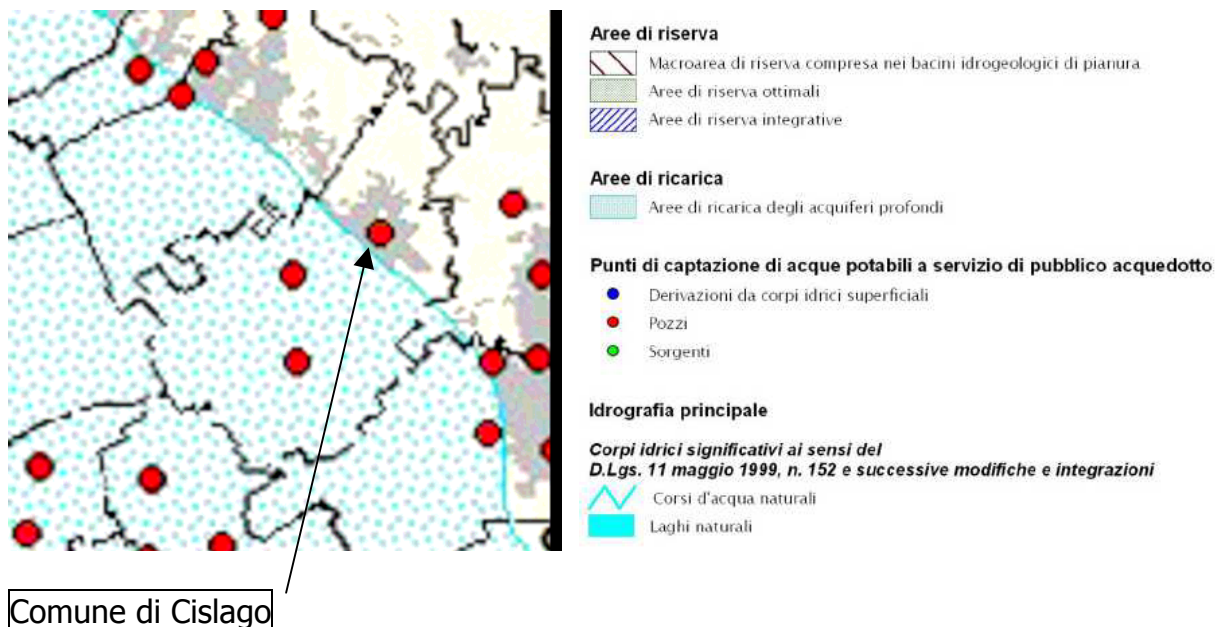 Aree di riserva
Macroarea di riserva compresa nei bacini idrogeologici di pianura
Aree di riserva ottimali
Aree di riserva integrative
Aree di ricarica
Aree di ricarica degli acquiferi profondi
Punti di captazione di acque potabili a servizio di pubblico acquedotto
Derivazioni da corpi idrici superficiali
Pozzi
Sorgenti
Idrografia principale
Corpi idrici significativi ai sensi del
D.Lgs. 11 maggio 1999, n. 152 e successive modifiche e integrazioni
Corsi d'acqua naturali
Laghi naturali
Comune di Cislago